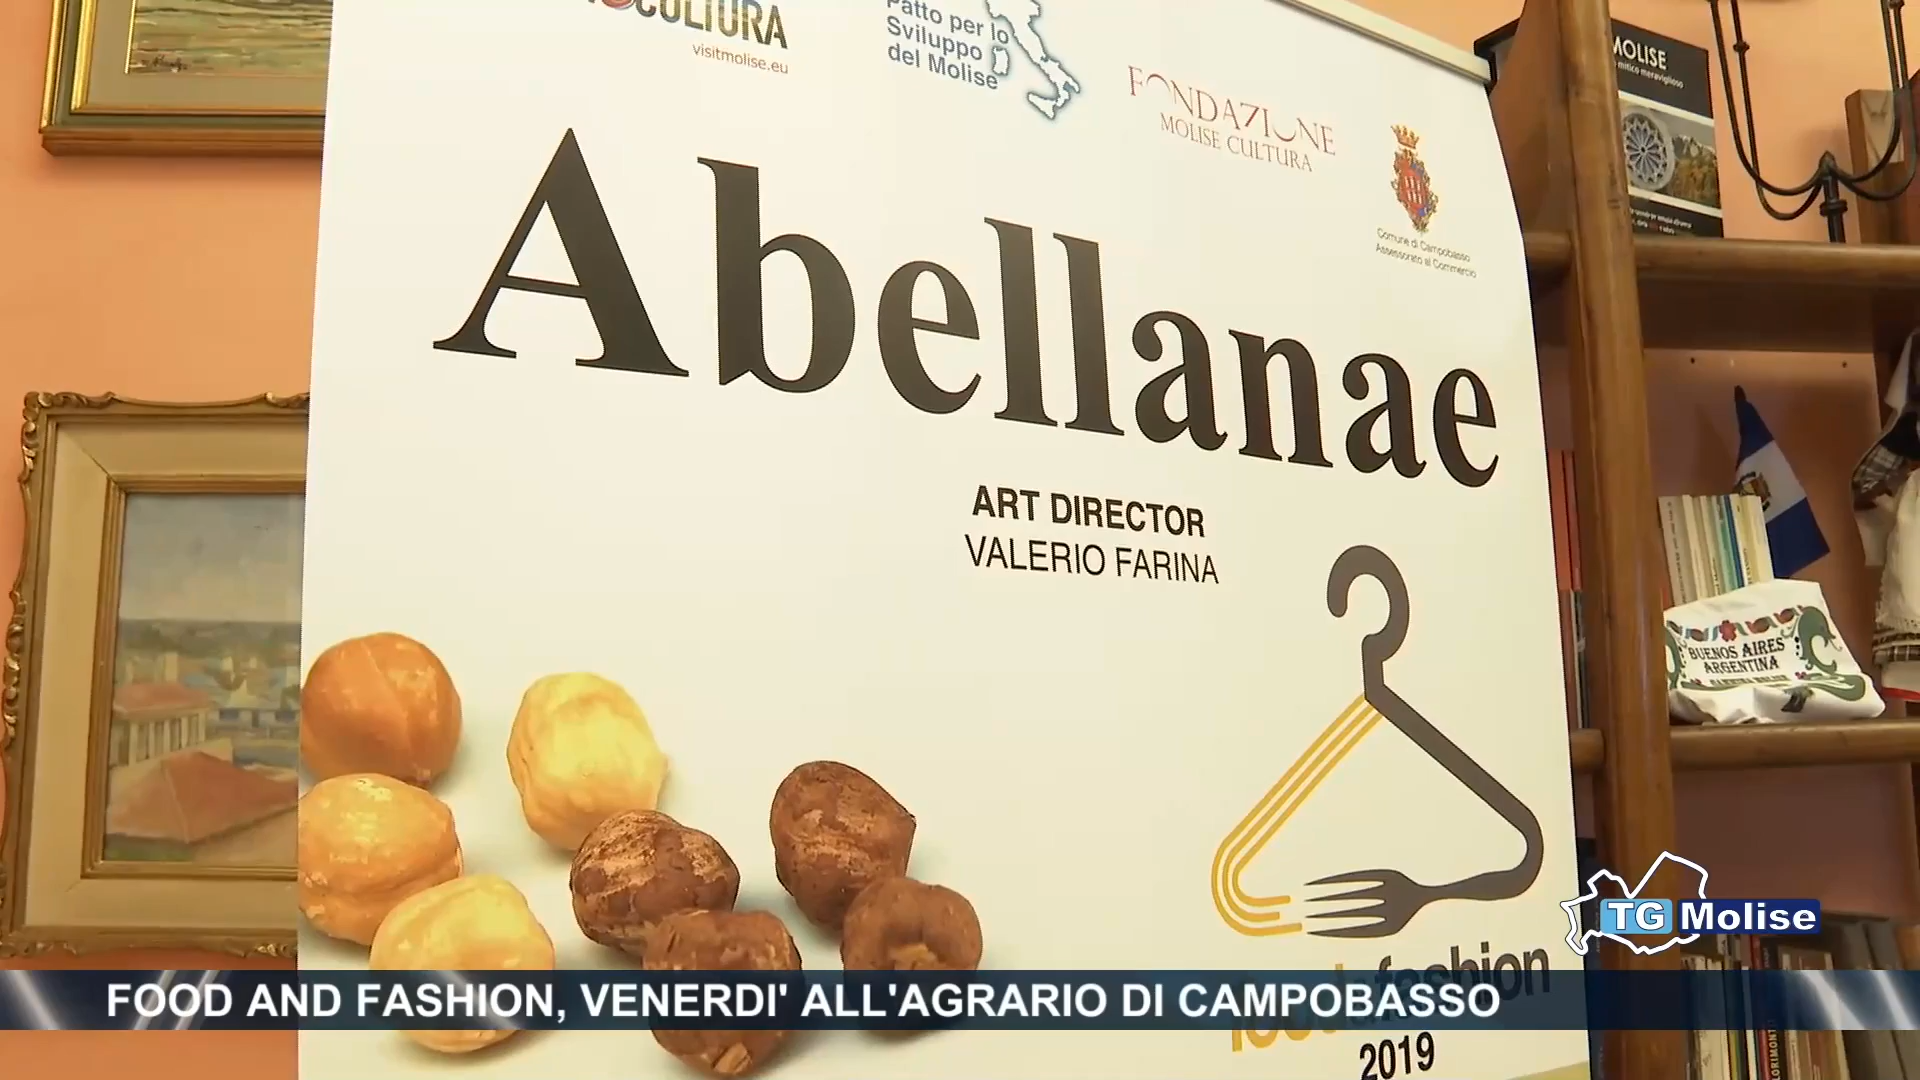 CULTURA
visitmolise.eu
Patto per lo
Sviluppo
del Molise
FONDAZIONE
MOLISE CULTURA
Comune di Campobasso
Assessorato al Commercio
Abellanae
ART DIRECTOR
VALERIO FARINA
MOLISE
BUENOS AIRES
ARGENTINA
TG Molise
FOOD AND FASHION, VENERDI' ALL'AGRARIO DI CAMPOBASSO
fashion
2019